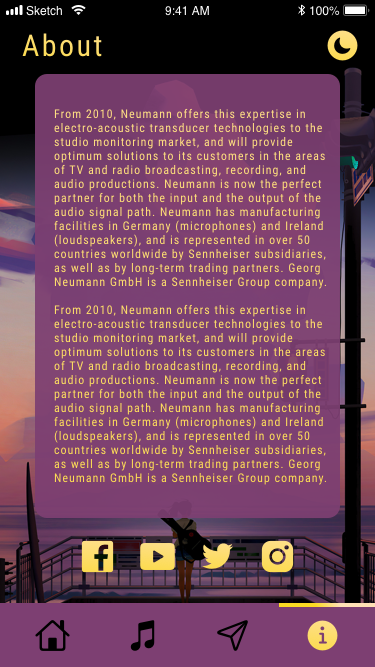 Sketch 9:41 AM 100%
About
From 2010, Neumann offers this expertise in
electro-acoustic transducer technologies to the
studio monitoring market, and will provide
optimum solutions to its customers in the areas
of TV and radio broadcasting, recording, and
audio productions. Neumann is now the perfect
partner for both the input and the output of the
audio signal path. Neumann has manufacturing
facilities in Germany (microphones) and Ireland
(loudspeakers), and is represented in over 50
countries worldwide by Sennheiser subsidiaries,
as well as by long-term trading partners. Georg
Neumann GmbH is a Sennheiser Group company.
From 2010, Neumann offers this expertise in
electro-acoustic transducer technologies to the
studio monitoring market, and will provide
optimum solutions to its customers in the areas
of TV and radio broadcasting, recording, and
audio productions. Neumann is now the perfect
partner for both the input and the output of the
audio signal path. Neumann has manufacturing
facilities in Germany (microphones) and Ireland
(loudspeakers), and is represented in over 50
countries worldwide by Sennheiser subsidiaries,
as well as by long-term trading partners. Georg
Neumann GmbH is a Sennheiser Group company.